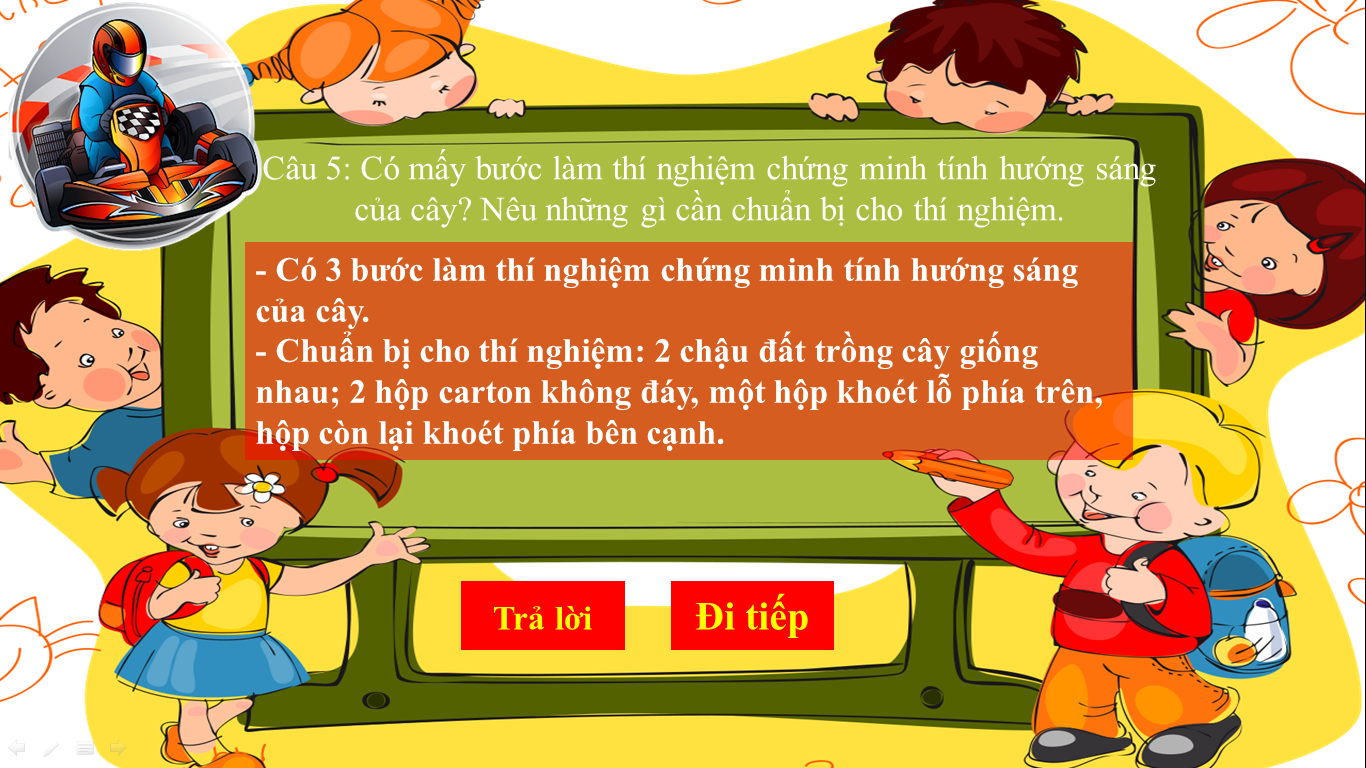 Câu 5: Có mấy bước làm thí nghiệm chứng minh tính hướng sáng
của cây? Nêu những gì cần chuẩn bị cho thí nghiệm.
- Có 3 bước làm thí nghiệm chứng minh tính hướng sáng
của cây.
- Chuẩn bị cho thí nghiệm: 2 chậu đất trồng cây giống
nhau; 2 hộp carton không đáy, một hộp khoét lỗ phía trên,
hộp còn lại khoét phía bên cạnh.
Trả lời
Đi tiếp